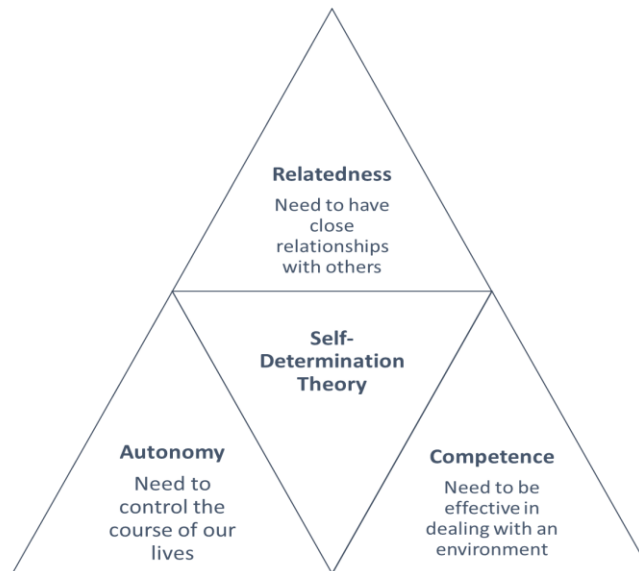 Relatedness
Need to have
close
relationships
with others
Self-
Determination
Theory
Autonomy
Need to
control the
course of our
lives
Competence
Need to be
effective in
dealing with an
environment